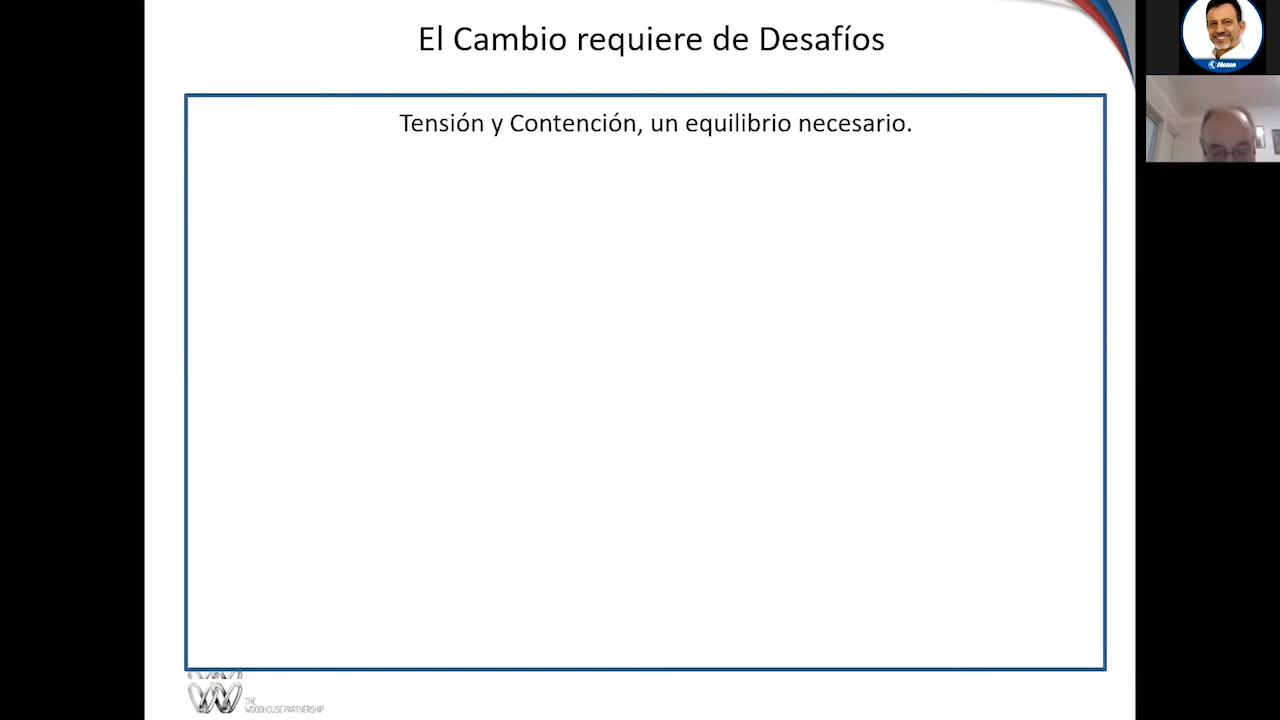 El Cambio requiere de Desafíos
Tensión y Contención, un equilibrio necesario.
THE
WOODHOUSE PARTNERSHIP